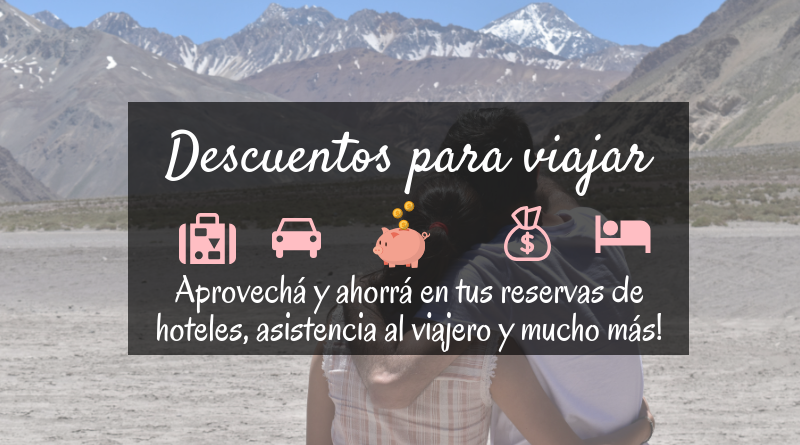 Descuentos para viajar
$
Aprovechá y ahorrá en tus reservas de
hoteles, asistencia al viajero y mucho más!